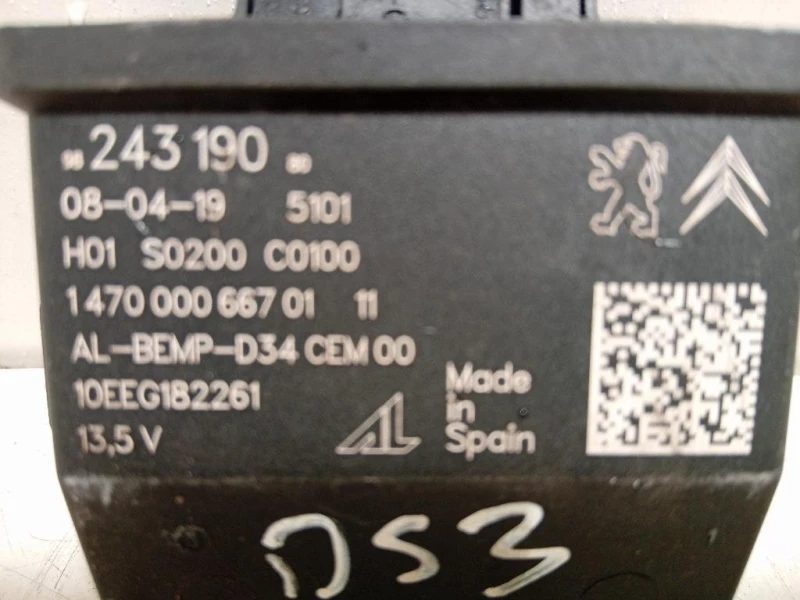 98 243 190 80
08-04-19 5101
H01 S0200 C0100
1 470 000 667 01 11
AL-BEMP-D34 CEM 00
10EEG182261
13,5 V
AL
Made
in
Spain
DS3